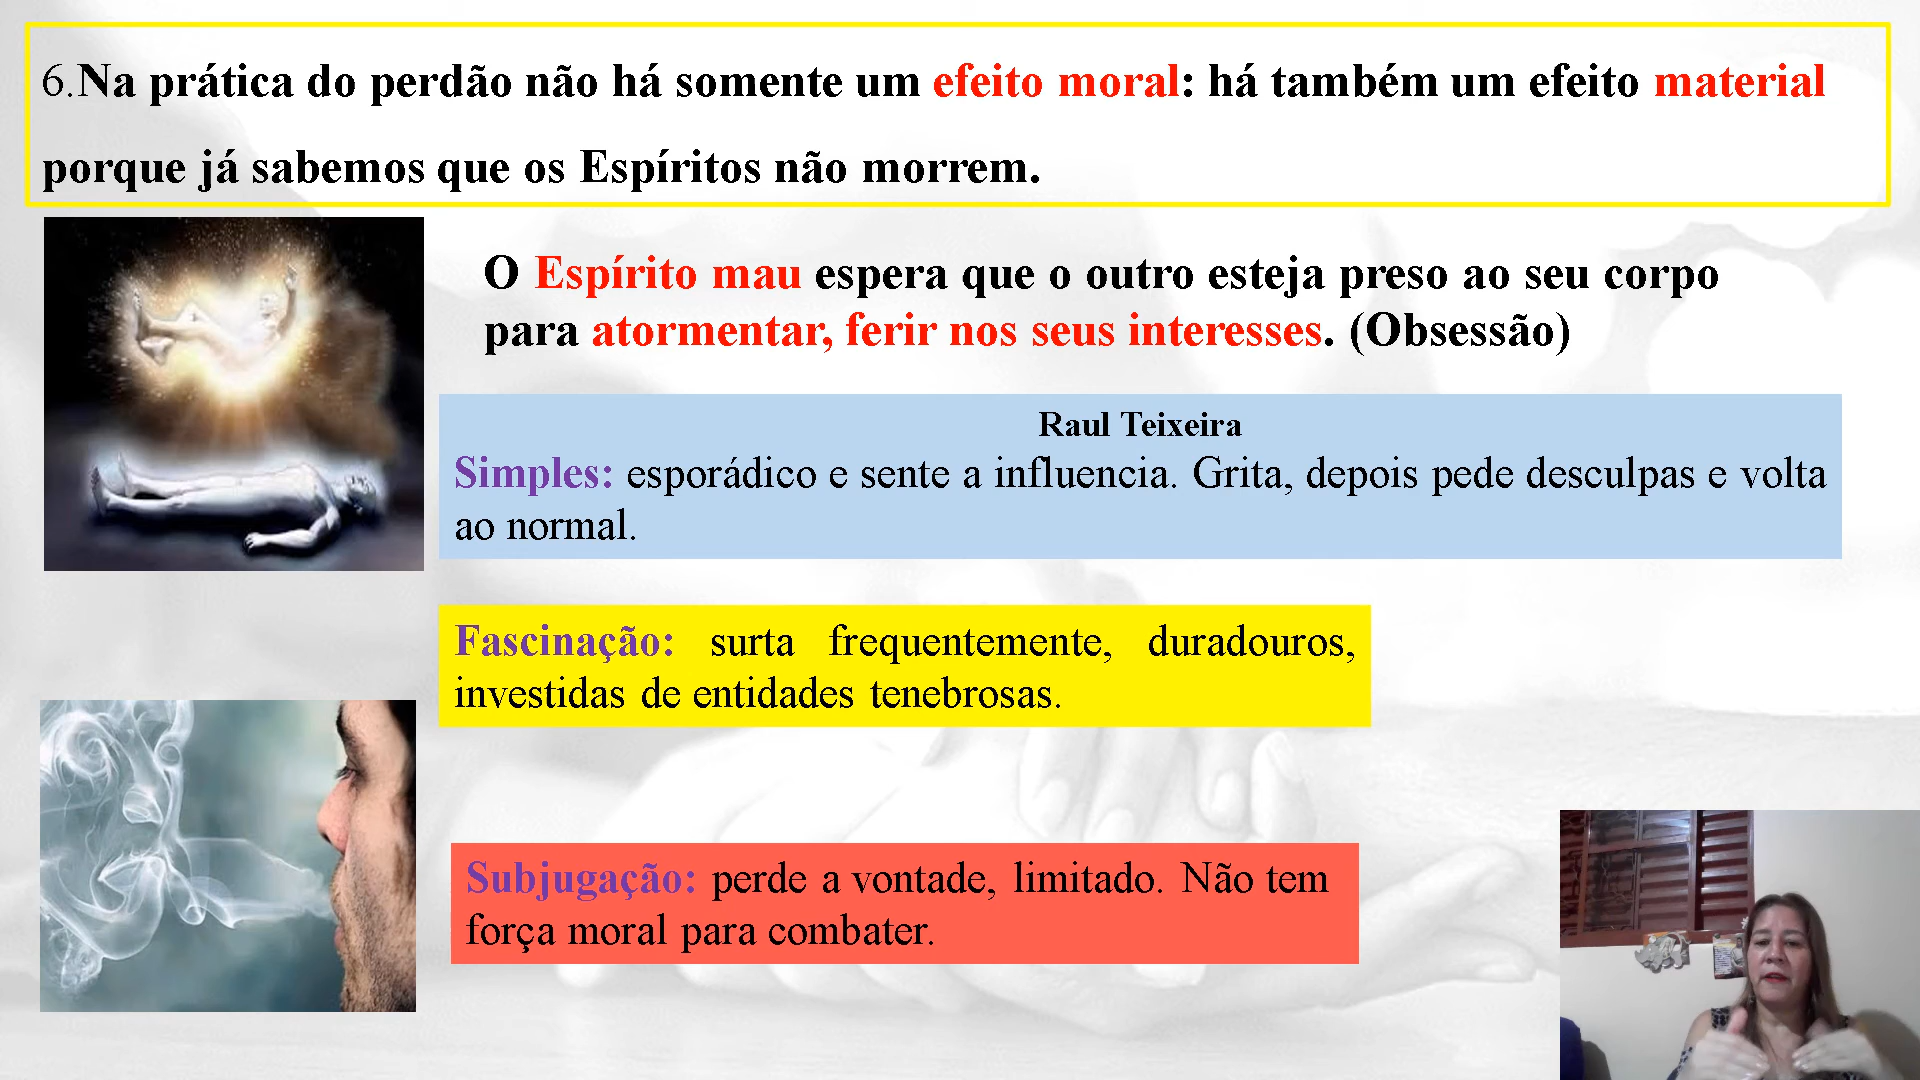 6.Na prática do perdão não há somente um efeito moral: há também um efeito material
porque já sabemos que os Espíritos não morrem.
O Espírito mau espera que o outro esteja preso ao seu corpo
para atormentar, ferir nos seus interesses. (Obsessão)
Raul Teixeira
Simples: esporádico e sente a influencia. Grita, depois pede desculpas e volta
ao normal.
Fascinação: surta frequentemente, duradouros,
investidas de entidades tenebrosas.
Subjugação: perde a vontade, limitado. Não tem
força moral para combater.